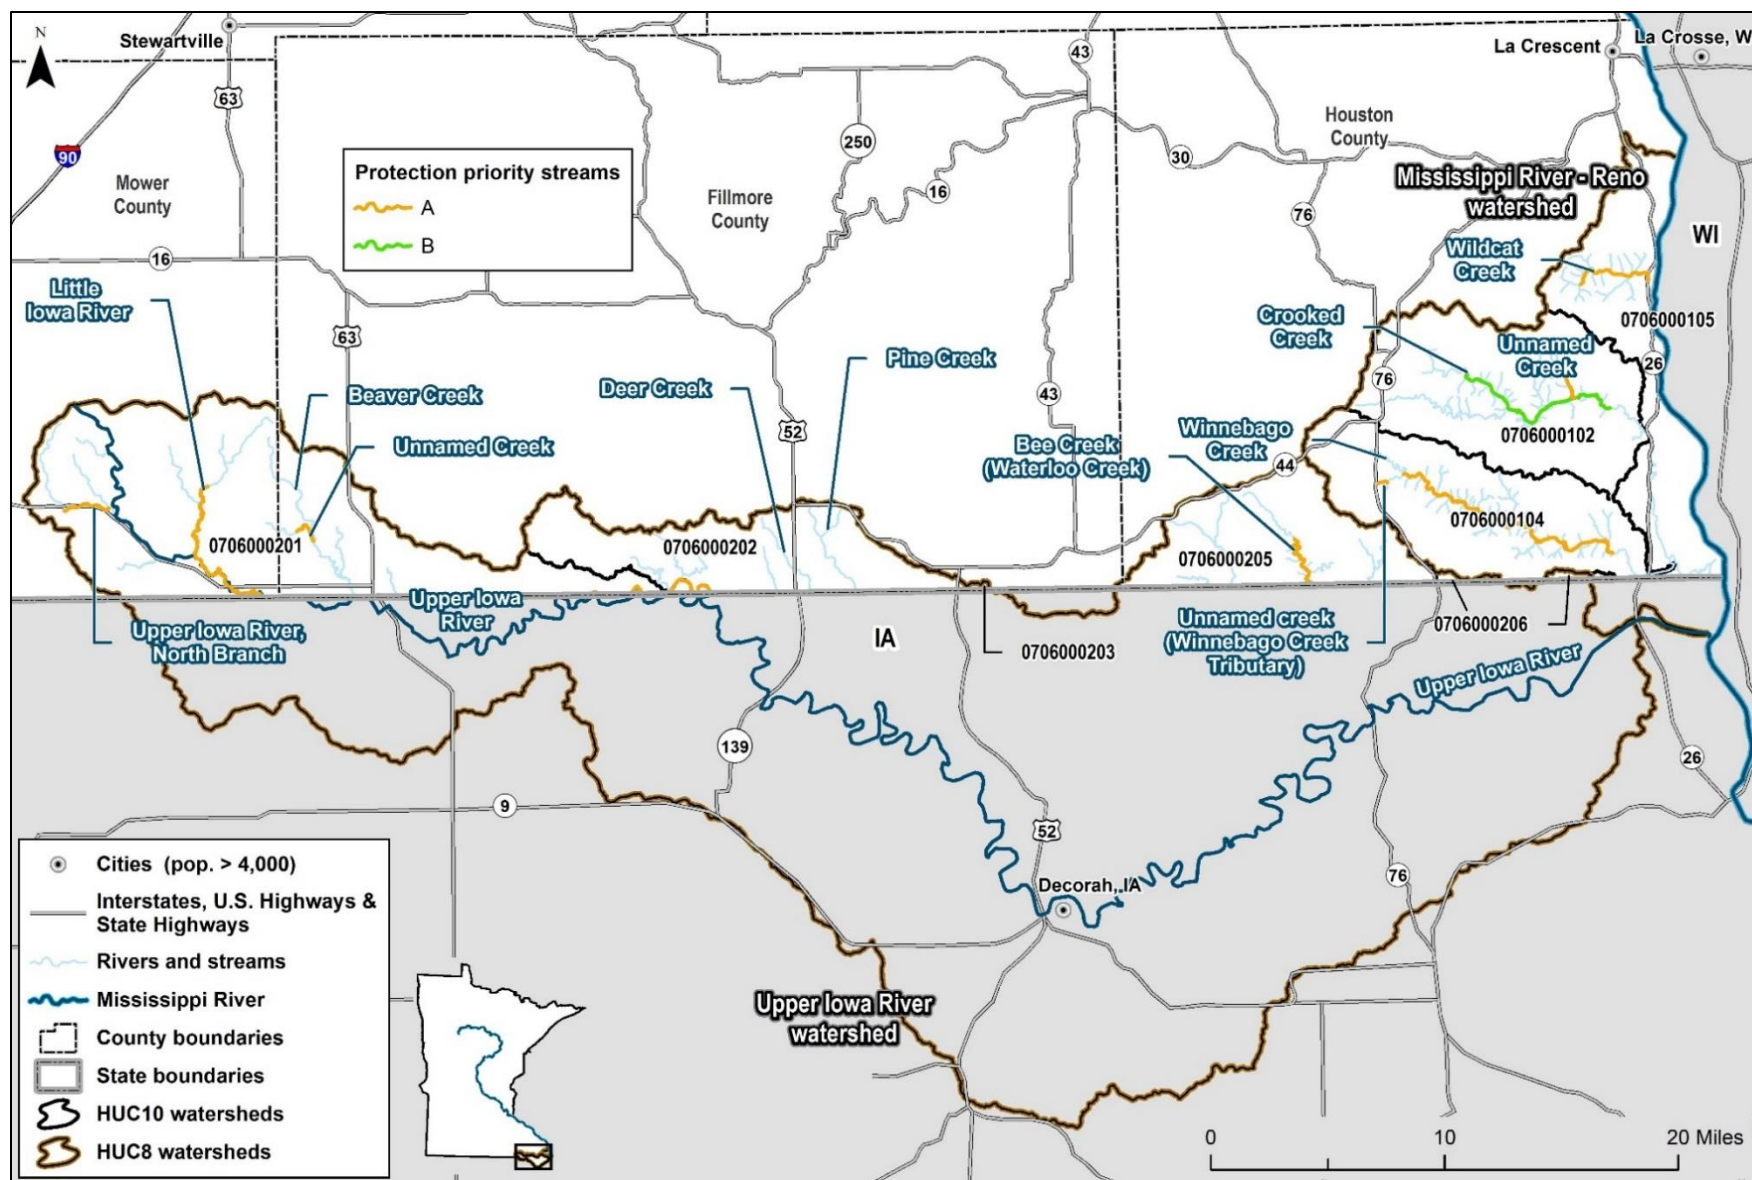 N
Stewartville
63
90
Mower
County
16
Protection priority streams
A
B
Fillmore
County
250
16
43
30
76
Houston
County
La Crescent
La Crosse, W
Mississippi River - Reno
watershed
WI
Wildcat
Creek
0706000105
Crooked
Creek
Unnamed
Creek
26
76
0706000102
Little
Iowa River
63
Beaver Creek
Unnamed Creek
Deer Creek
Pine Creek
52
43
Bee Creek
(Waterloo Creek)
Winnebago
Creek
44
0706000104
0706000201
0706000202
0706000205
Upper Iowa River,
North Branch
Upper Iowa
River
IA
0706000203
Unnamed creek
(Winnebago Creek
Tributary)
0706000206
Upper Iowa River
139
9
26
52
76
Decorah, IA
Upper Iowa River
watershed
Cities (pop. > 4,000)
Interstates, U.S. Highways &
State Highways
Rivers and streams
Mississippi River
County boundaries
State boundaries
HUC10 watersheds
HUC8 watersheds
0 10 20 Miles